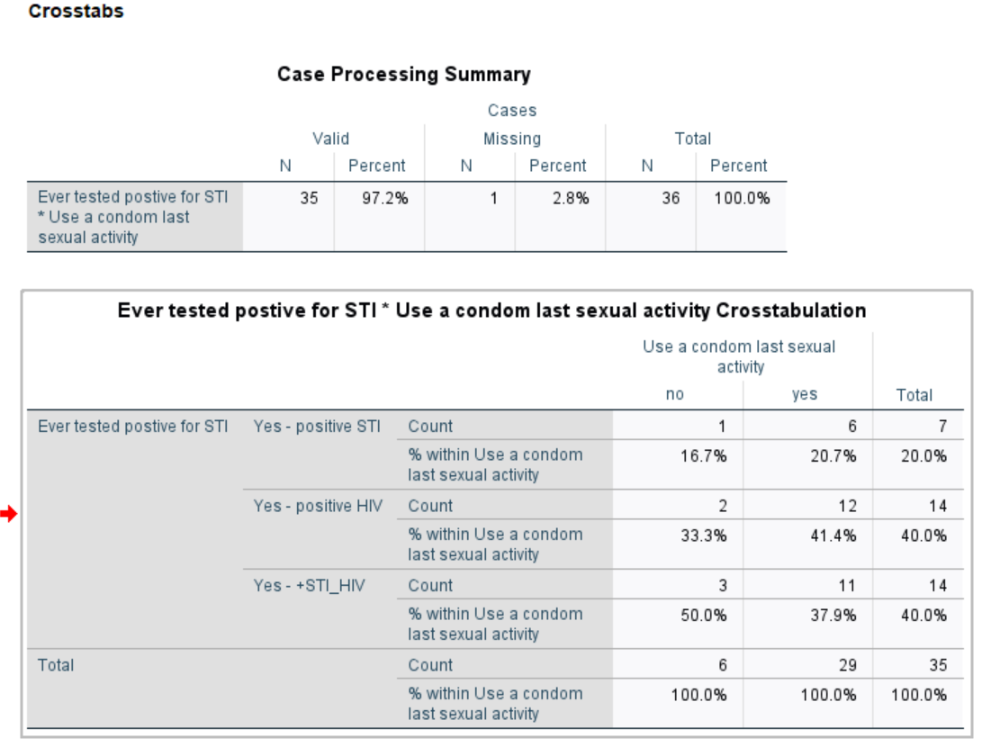 Crosstabs
Case Processing Summary
Cases
Valid Missing Total
N Percent N Percent N Percent
Ever tested postive for STI 35 97.2% 1 2.8% 36 100.0%
* Use a condom last
sexual activity
Ever tested postive for STI * Use a condom last sexual activity Crosstabulation
Use a condom last sexual
activity
no yes Total
Ever tested postive for STI Yes - positive STI Count 1 6 7
% within Use a condom 16.7% 20.7% 20.0%
last sexual activity
Yes - positive HIV Count 2 12 14
% within Use a condom 33.3% 41.4% 40.0%
last sexual activity
Yes - +STI_HIV Count 3 11 14
% within Use a condom 50.0% 37.9% 40.0%
last sexual activity
Total Count 6 29 35
% within Use a condom 100.0% 100.0% 100.0%
last sexual activity